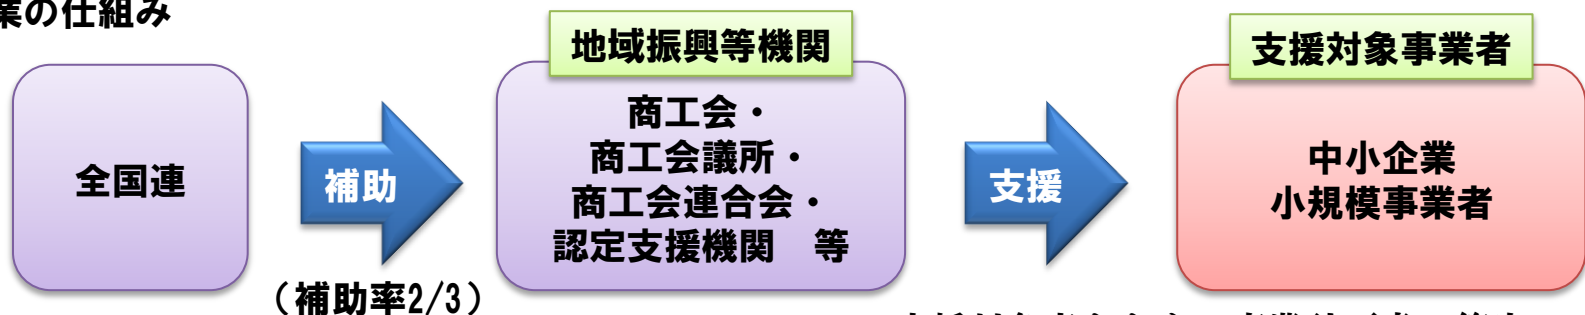 業の仕組み
全国連
補助
（補助率2/3）
地域振興等機関
商工会・
商工会議所・
商工会連合会・
認定支援機関　等
支援
支援対象事業者
中小企業
小規模事業者